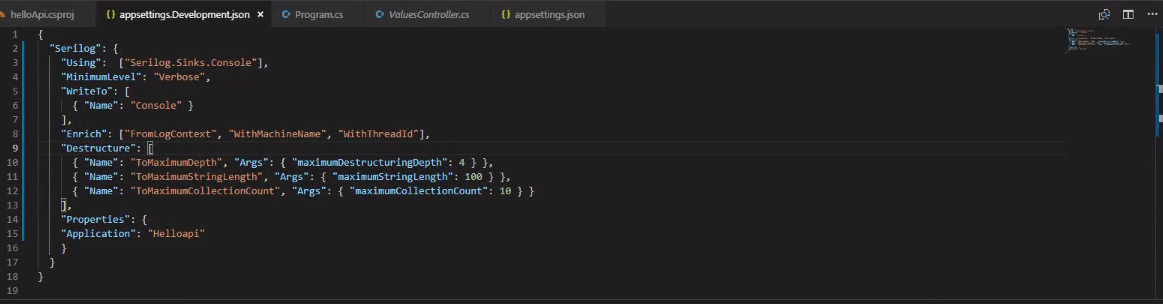 helloApi.csproj {} appsettings.Development.json × Program.cs ValuesController.cs {} appsettings.json ...
1 {
2 "Serilog": {
3 "Using":  ["Serilog.Sinks.Console"],
4 "MinimumLevel": "Verbose",
5 "WriteTo": [
6 { "Name": "Console" }
7 ],
8 "Enrich": ["FromLogContext", "WithMachineName", "WithThreadId"],
9 "Destructure": [
10 { "Name": "ToMaximumDepth", "Args": { "maximumDestructuringDepth": 4 } },
11 { "Name": "ToMaximumStringLength", "Args": { "maximumStringLength": 100 } },
12 { "Name": "ToMaximumCollectionCount", "Args": { "maximumCollectionCount": 10 } }
13 ],
14 "Properties": {
15 "Application": "Helloapi"
16 }
17 }
18 }
19